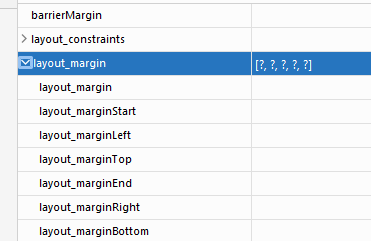 barrierMargin
layout_constraints
layout_margin [?, ?, ?, ?, ?]
layout_margin
layout_marginStart
layout_marginLeft
layout_marginTop
layout_marginEnd
layout_marginRight
layout_marginBottom